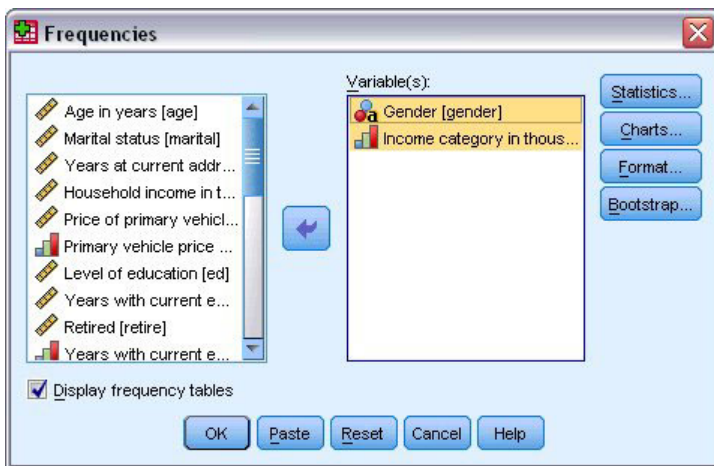 Frequencies
Variable(s):
Age in years [age]
Marital status [marital]
Years at current addr...
Household income in t...
Price of primary vehicl...
Primary vehicle price ...
Level of education [ed]
Years with current e...
Retired [retire]
Years with current e...
a Gender [gender]
Income category in thous...
Statistics...
Charts...
Format...
Bootstrap...
Display frequency tables
OK Paste Reset Cancel Help